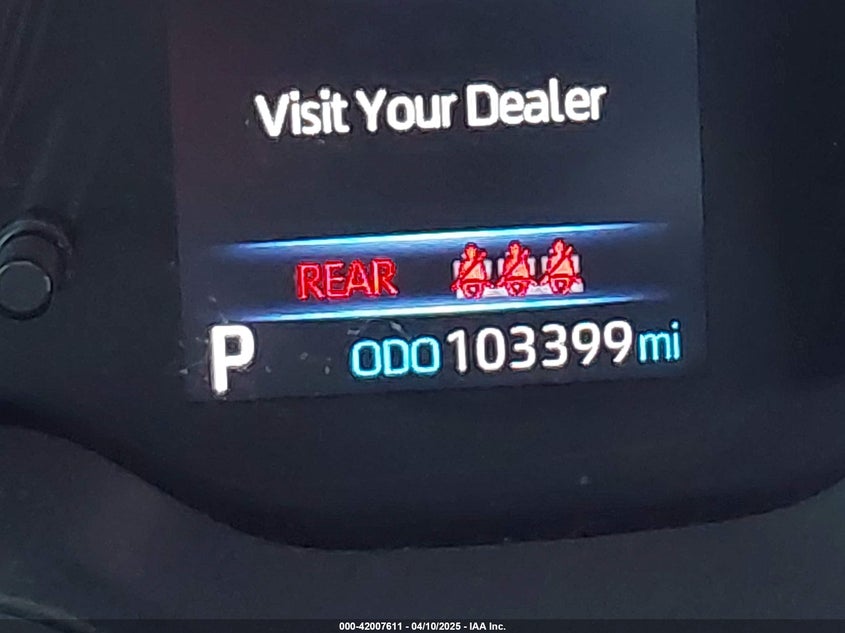 Visit Your Dealer
REAR
P ODO 103399 mi
000-42007611 - 04/10/2025 - IAA Inc.